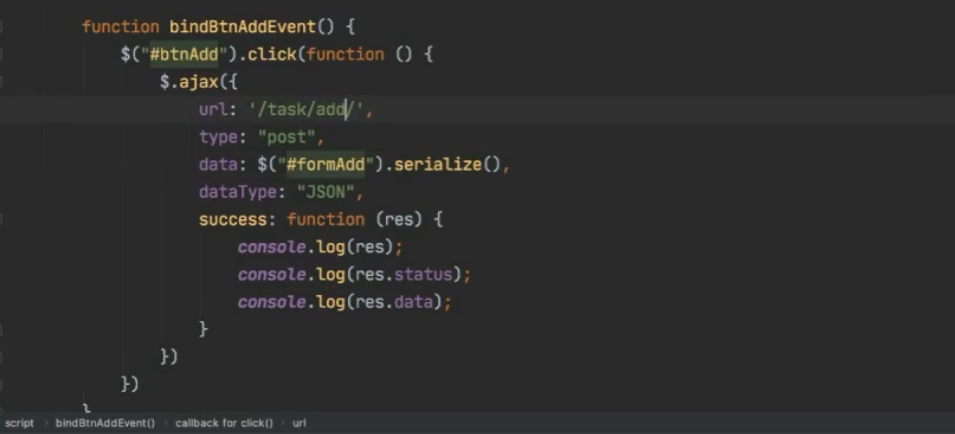 function bindBtnAddEvent() {
$("#btnAdd").click(function () {
$.ajax({
url: '/task/add/',
type: "post",
data: $("#formAdd").serialize(),
dataType: "JSON",
success: function (res) {
console.log(res);
console.log(res.status);
console.log(res.data);
}
})
})
}
script › bindBtnAddEvent() › callback for click() › url